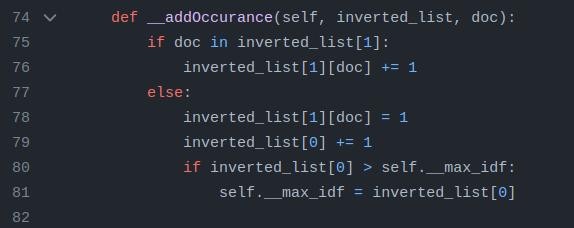 74 def __addOccurance(self, inverted_list, doc):
75 if doc in inverted_list[1]:
76 inverted_list[1][doc] += 1
77 else:
78 inverted_list[1][doc] = 1
79 inverted_list[0] += 1
80 if inverted_list[0] > self.__max_idf:
81 self.__max_idf = inverted_list[0]
82